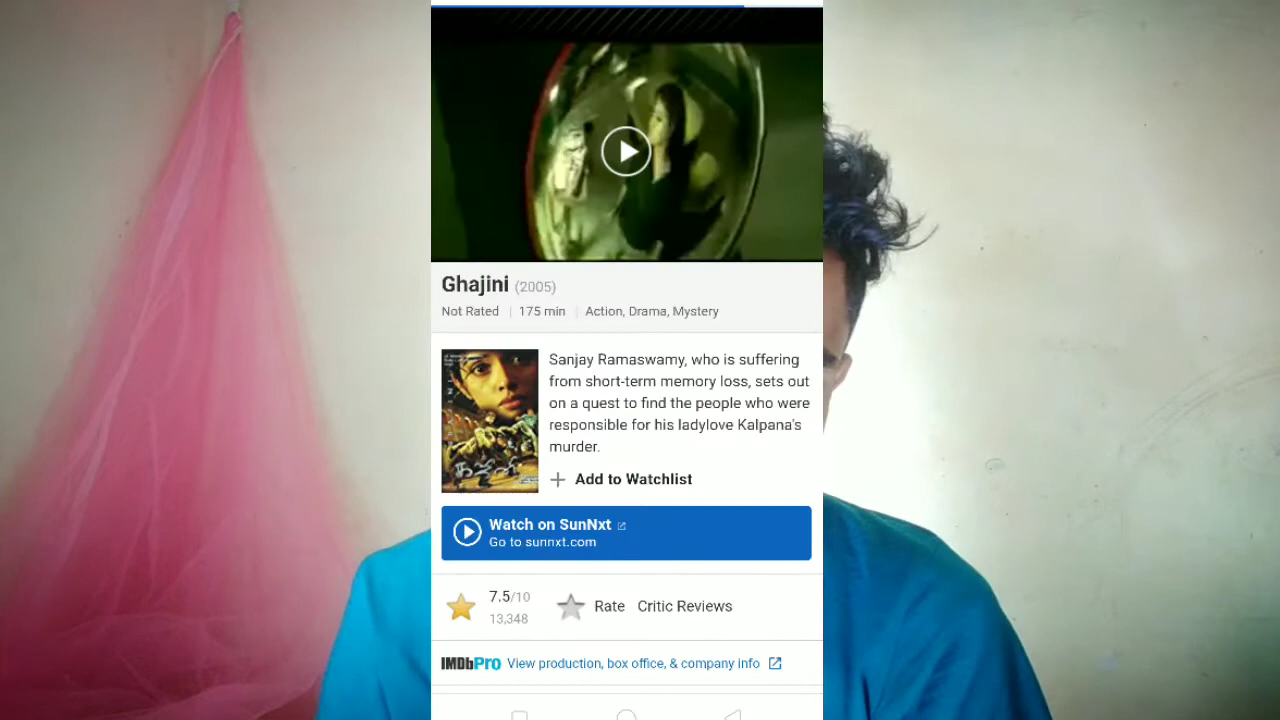 Ghajini (2005)
Not Rated | 175 min | Action, Drama, Mystery
Sanjay Ramaswamy, who is suffering
from short-term memory loss, sets out
on a quest to find the people who were
responsible for his ladylove Kalpana's
murder.
+ Add to Watchlist
Watch on SunNxt
Go to sunnxt.com
7.5/10
13,348
Rate Critic Reviews
IMDbPro View production, box office, & company info
கஜினி